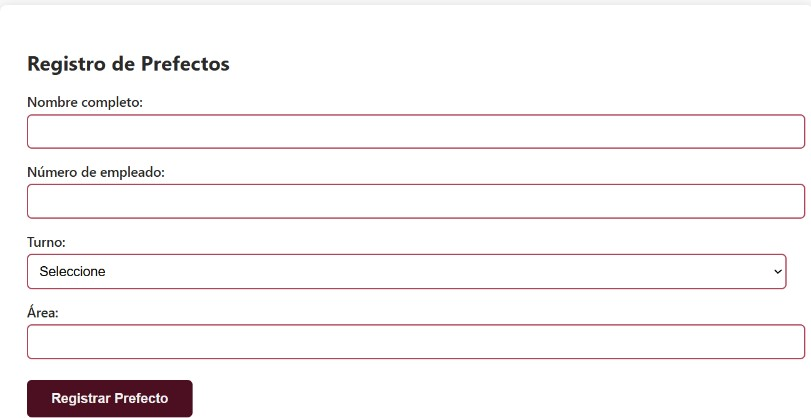 Registro de Prefectos
Nombre completo:
Número de empleado:
Turno:
Seleccione
Área:
Registrar Prefecto